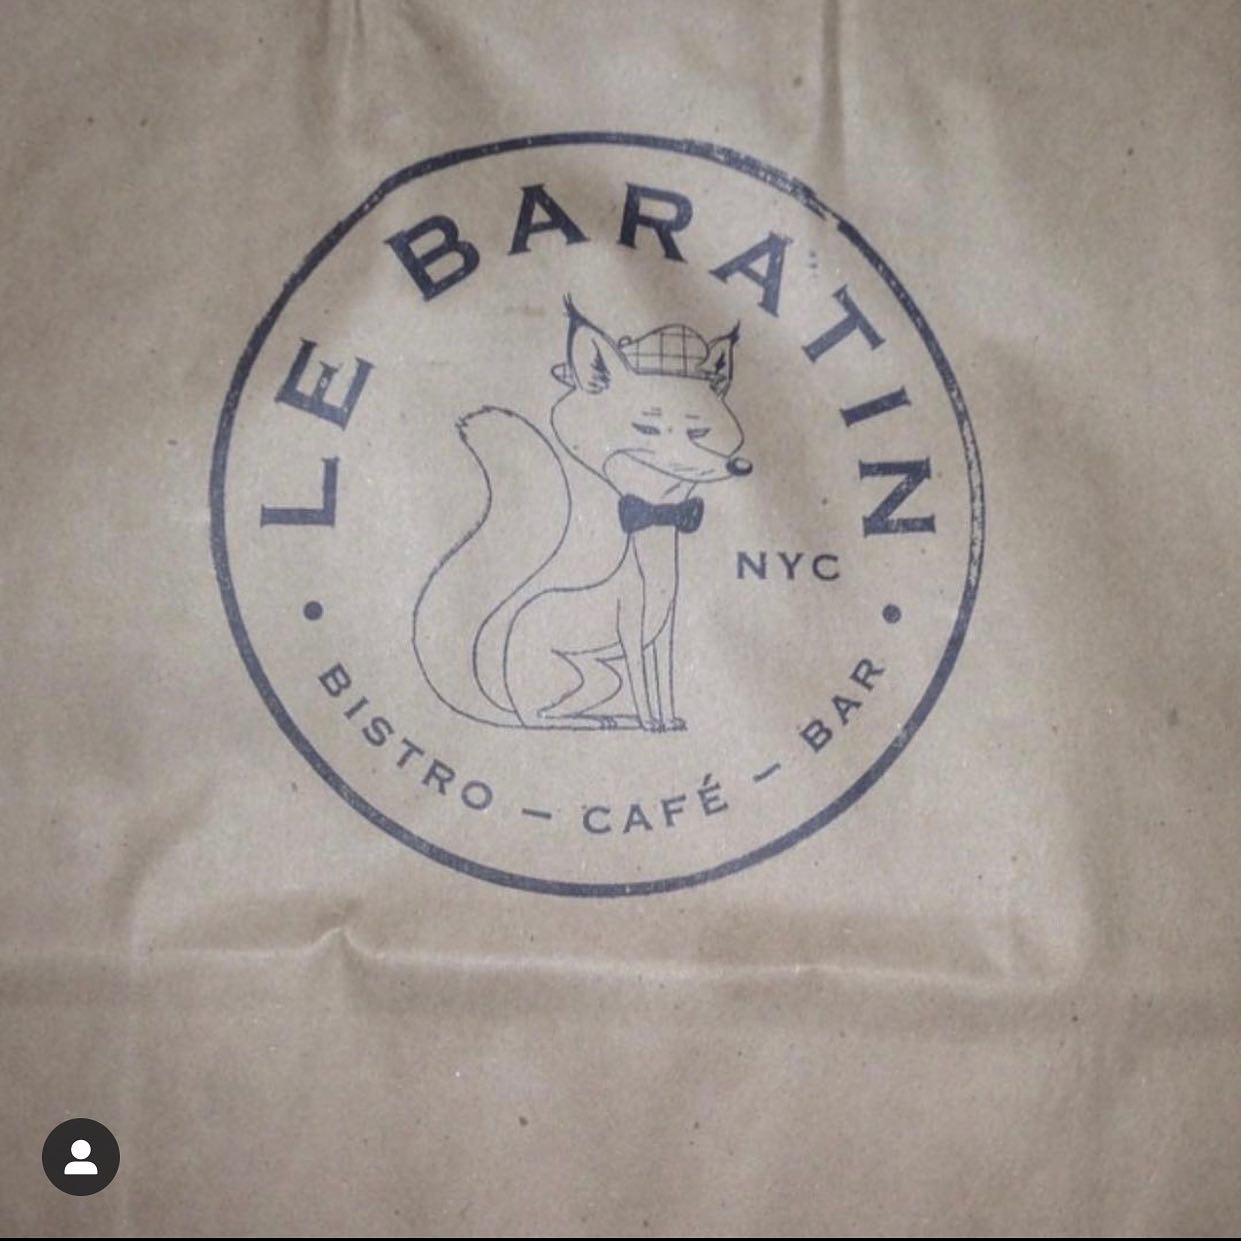 LE BARATIN
NYC
BISTRO — CAFÉ — BAR